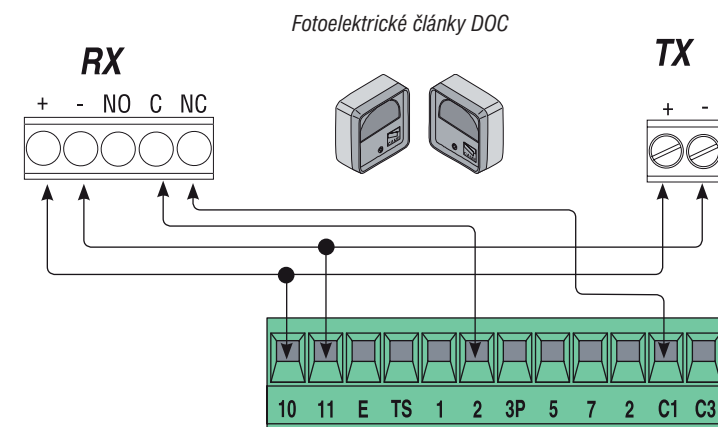 Fotoelektrické články DOC
RX
TX
+ - NO C NC
+ -
10 11 E TS 1 2 3P 5 7 2 C1 C3